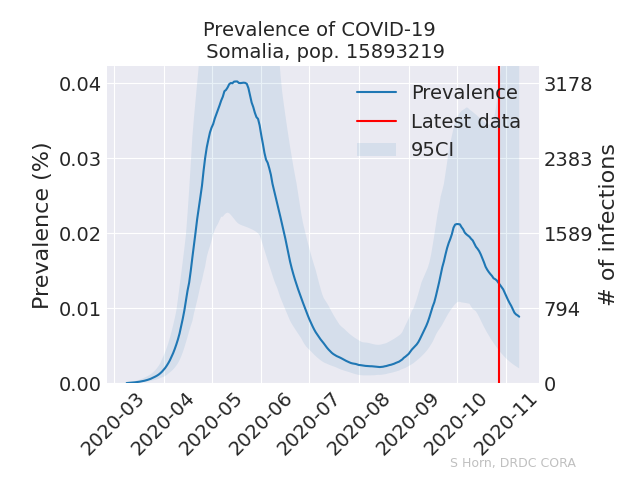 Prevalence of COVID-19
Somalia, pop. 15893219
Prevalence
Latest data
95CI
Prevalence (%)
0.04
0.03
0.02
0.01
0.00
3178
2383
1589
794
0
# of infections
2020-03
2020-04
2020-05
2020-06
2020-07
2020-08
2020-09
2020-10
2020-11
S Horn, DRDC CORA